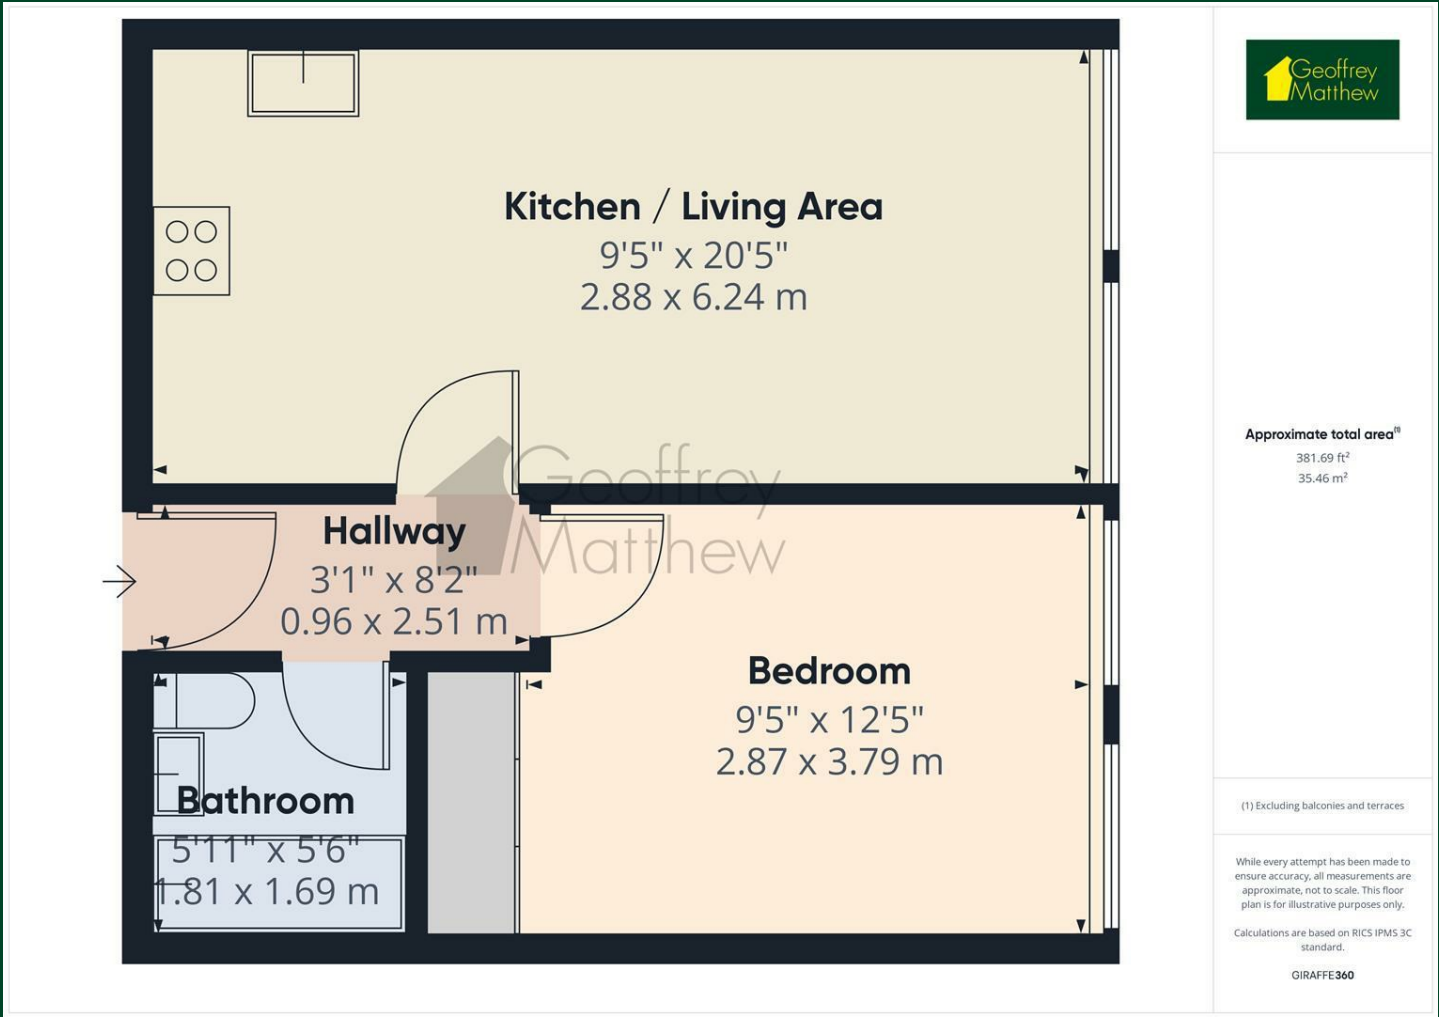 Kitchen / Living Area
9'5" x 20'5"
2.88 x 6.24 m
Geoffrey
Matthew
Hallway
3'1" x 8'2"
0.96 x 2.51 m
Bedroom
9'5" x 12'5"
2.87 x 3.79 m
Bathroom
5'11" x 5'6"
1.81 x 1.69 m
Geoffrey
Matthew
Approximate total area(1)
381.69 ft²
35.46 m²
(1) Excluding balconies and terraces
While every attempt has been made to
ensure accuracy, all measurements are
approximate, not to scale. This floor
plan is for illustrative purposes only.
Calculations are based on RICS IPMS 3C
standard.
GIRAFFE360